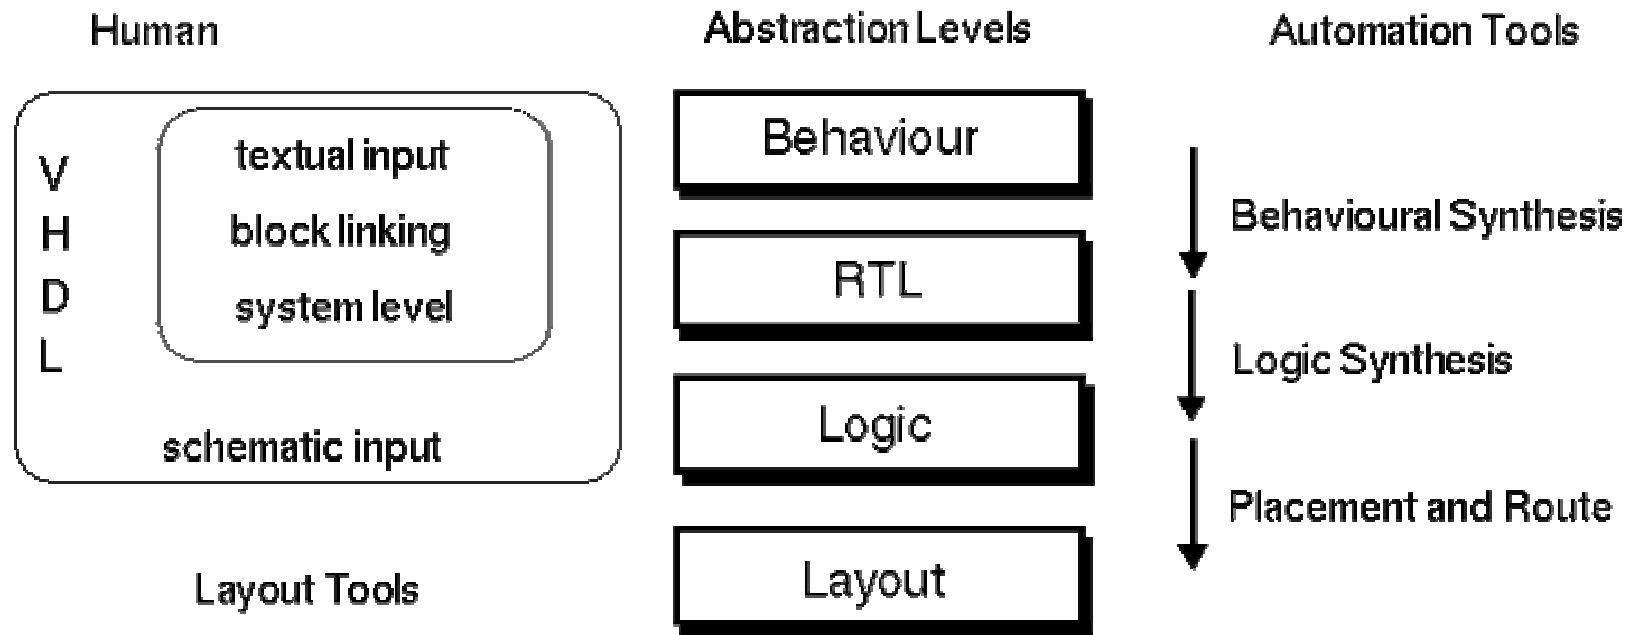 Human
Abstraction Levels
Automation Tools
V
H
D
L
textual input
block linking
system level
schematic input
Layout Tools
Behaviour
RTL
Logic
Layout
Behavioural Synthesis
Logic Synthesis
Placement and Route